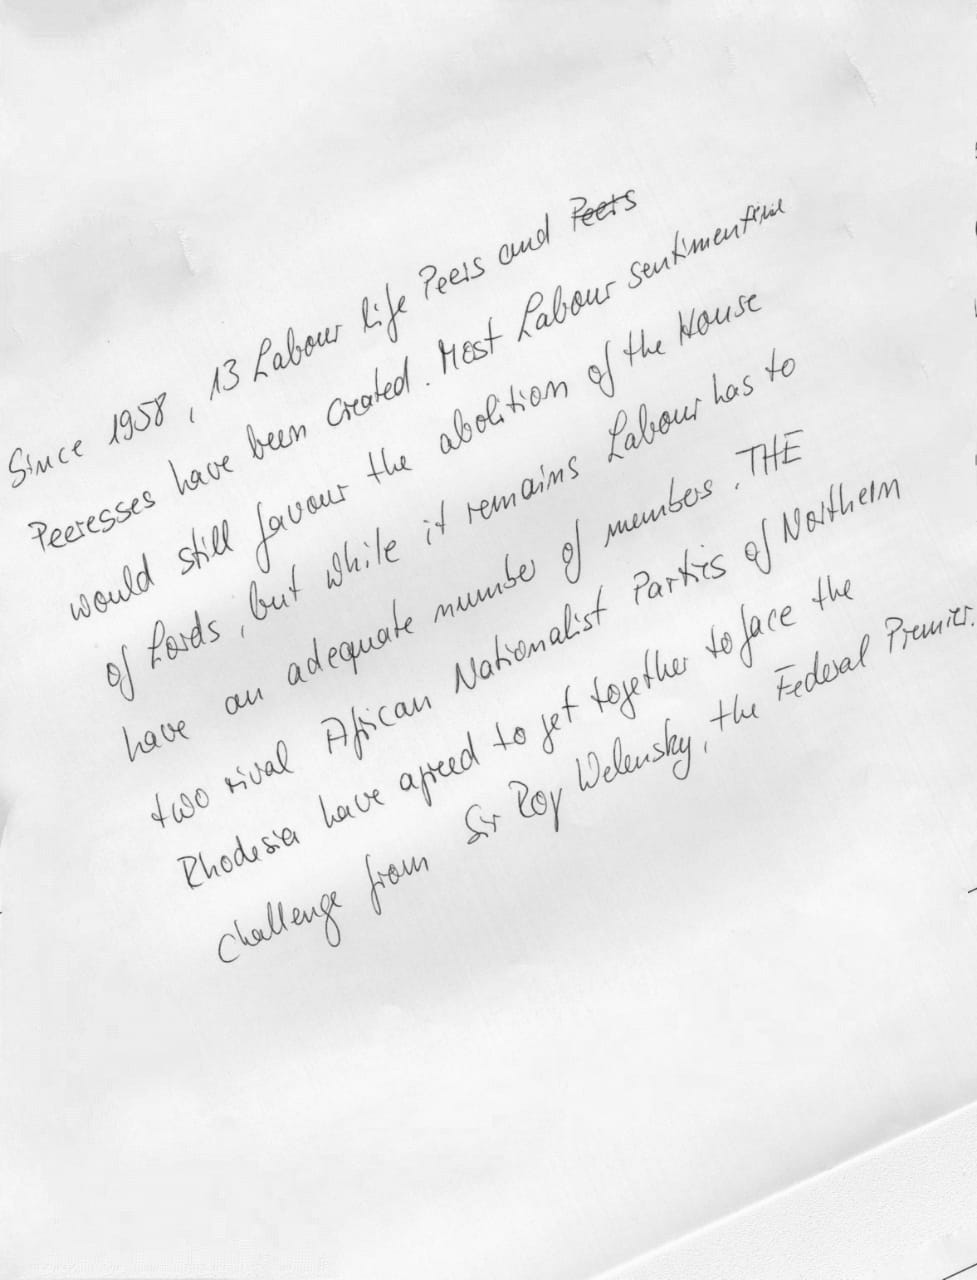 Since 1958, 13 Labour life Peers and Peers
Peeresses have been created. Most Labour
would still favour the abolition of the House
of Lords, but while it remains Labour has to
have an adequate number of members. THE
two rival African Nationalist Parties of Northern
Rhodesia have agreed to get together to face the
challenge from Sir Roy Welensky, the Federal Premier.